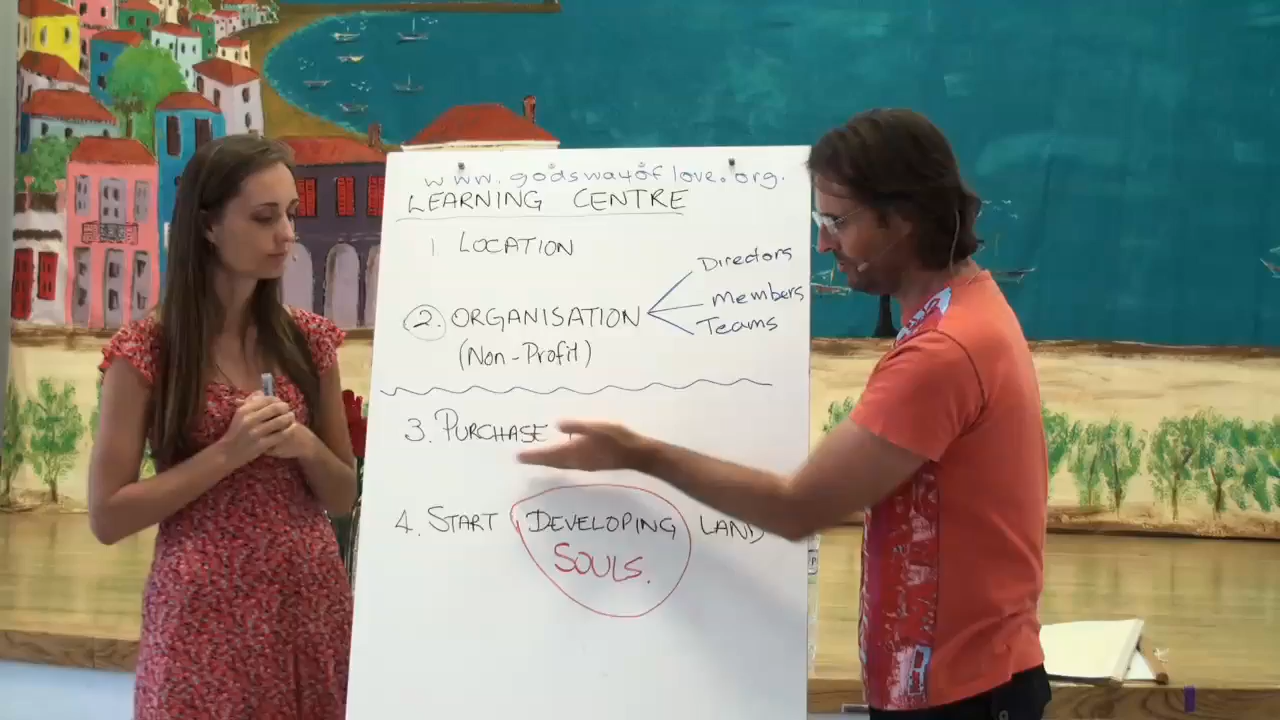 www.godswayoflove.org.
LEARNING CENTRE
1. LOCATION
Directors
2. ORGANISATION
Members
Teams
(Non-Profit)
3. PURCHASE
4. START DEVELOPING LAND
SOULS.